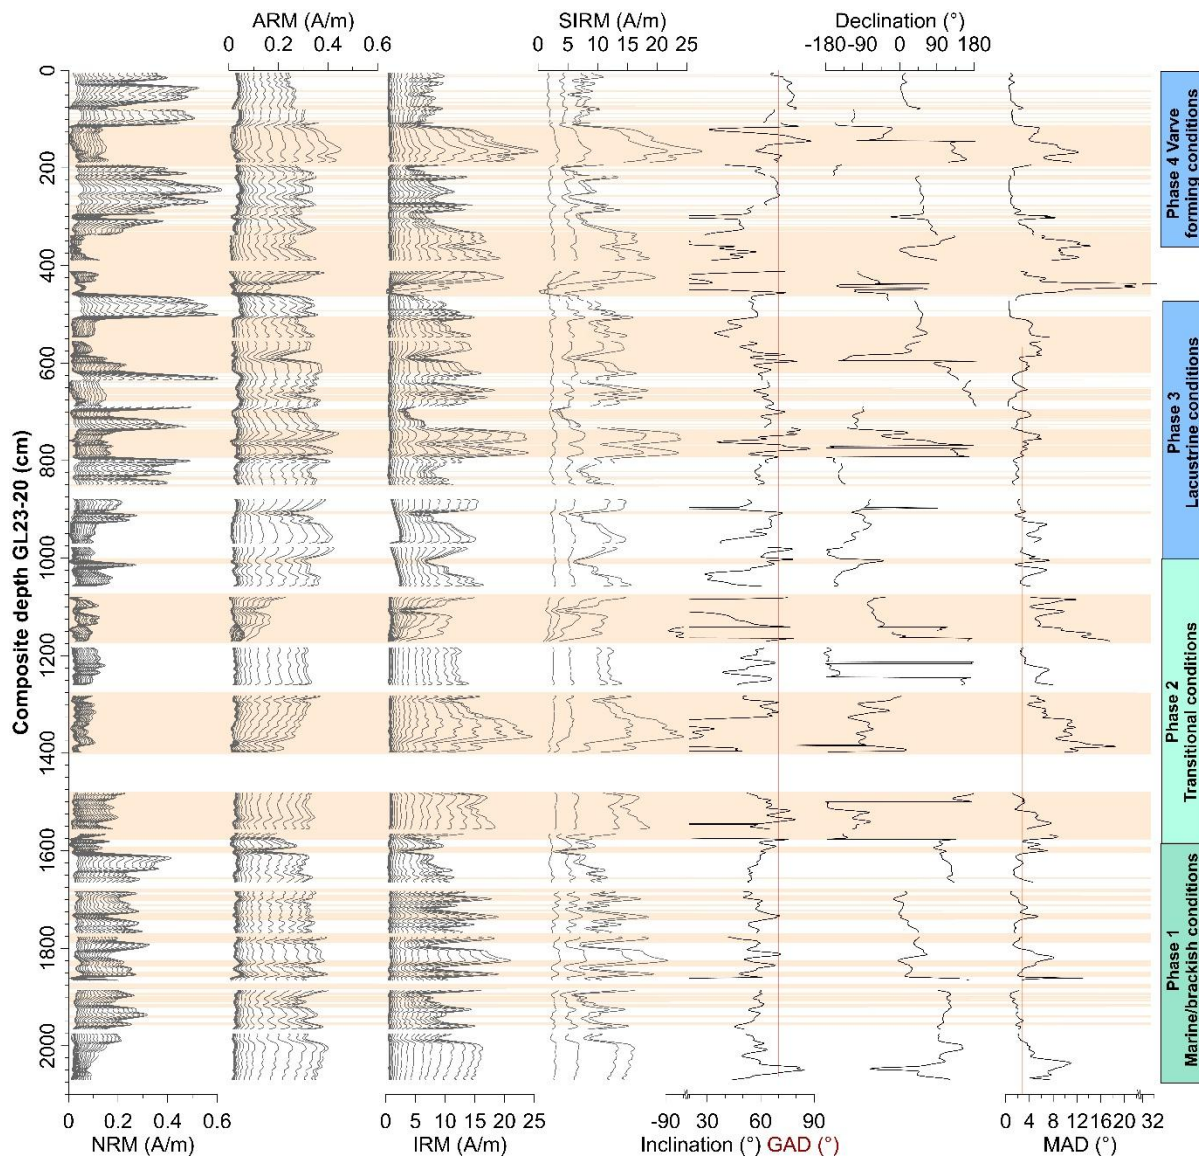 ARM (A/m)
0 0.2 0.4 0.6
SIRM (A/m)
0 5 10 15 20 25
Declination (°)
-180 -90 0 90 180
Composite depth GL23-20 (cm)
0
200
400
600
800
1000
1200
1400
1600
1800
2000
Phase 4 Varve
forming conditions
Phase 3
Lacustrine conditions
Phase 2
Transitional conditions
Phase 1
Marine/brackish conditions
0 0.2 0.4 0.6
NRM (A/m)
0 5 10 15 20 25
IRM (A/m)
-90 30 60 90
Inclination (°) GAD (°)
0 4 8 12 16 20 32
MAD (°)